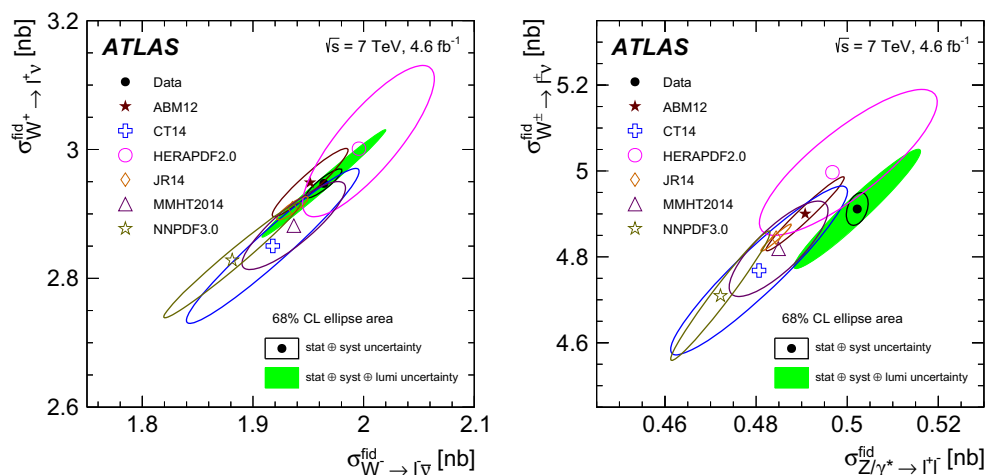 σ^fid_W⁺ → l⁺ν [nb]
3.2
3
2.8
2.6
ATLAS
√s = 7 TeV, 4.6 fb⁻¹
Data
ABM12
CT14
HERAPDF2.0
JR14
MMHT2014
NNPDF3.0
68% CL ellipse area
stat ⊕ syst uncertainty
stat ⊕ syst ⊕ lumi uncertainty
1.8 1.9 2 2.1
σ^fid_W⁻ → l⁻ν̅ [nb]
σ^fid_W± → l±ν [nb]
5.2
5
4.8
4.6
ATLAS
√s = 7 TeV, 4.6 fb⁻¹
Data
ABM12
CT14
HERAPDF2.0
JR14
MMHT2014
NNPDF3.0
68% CL ellipse area
stat ⊕ syst uncertainty
stat ⊕ syst ⊕ lumi uncertainty
0.46 0.48 0.5 0.52
σ^fid_Z/γ* → l⁺l⁻ [nb]